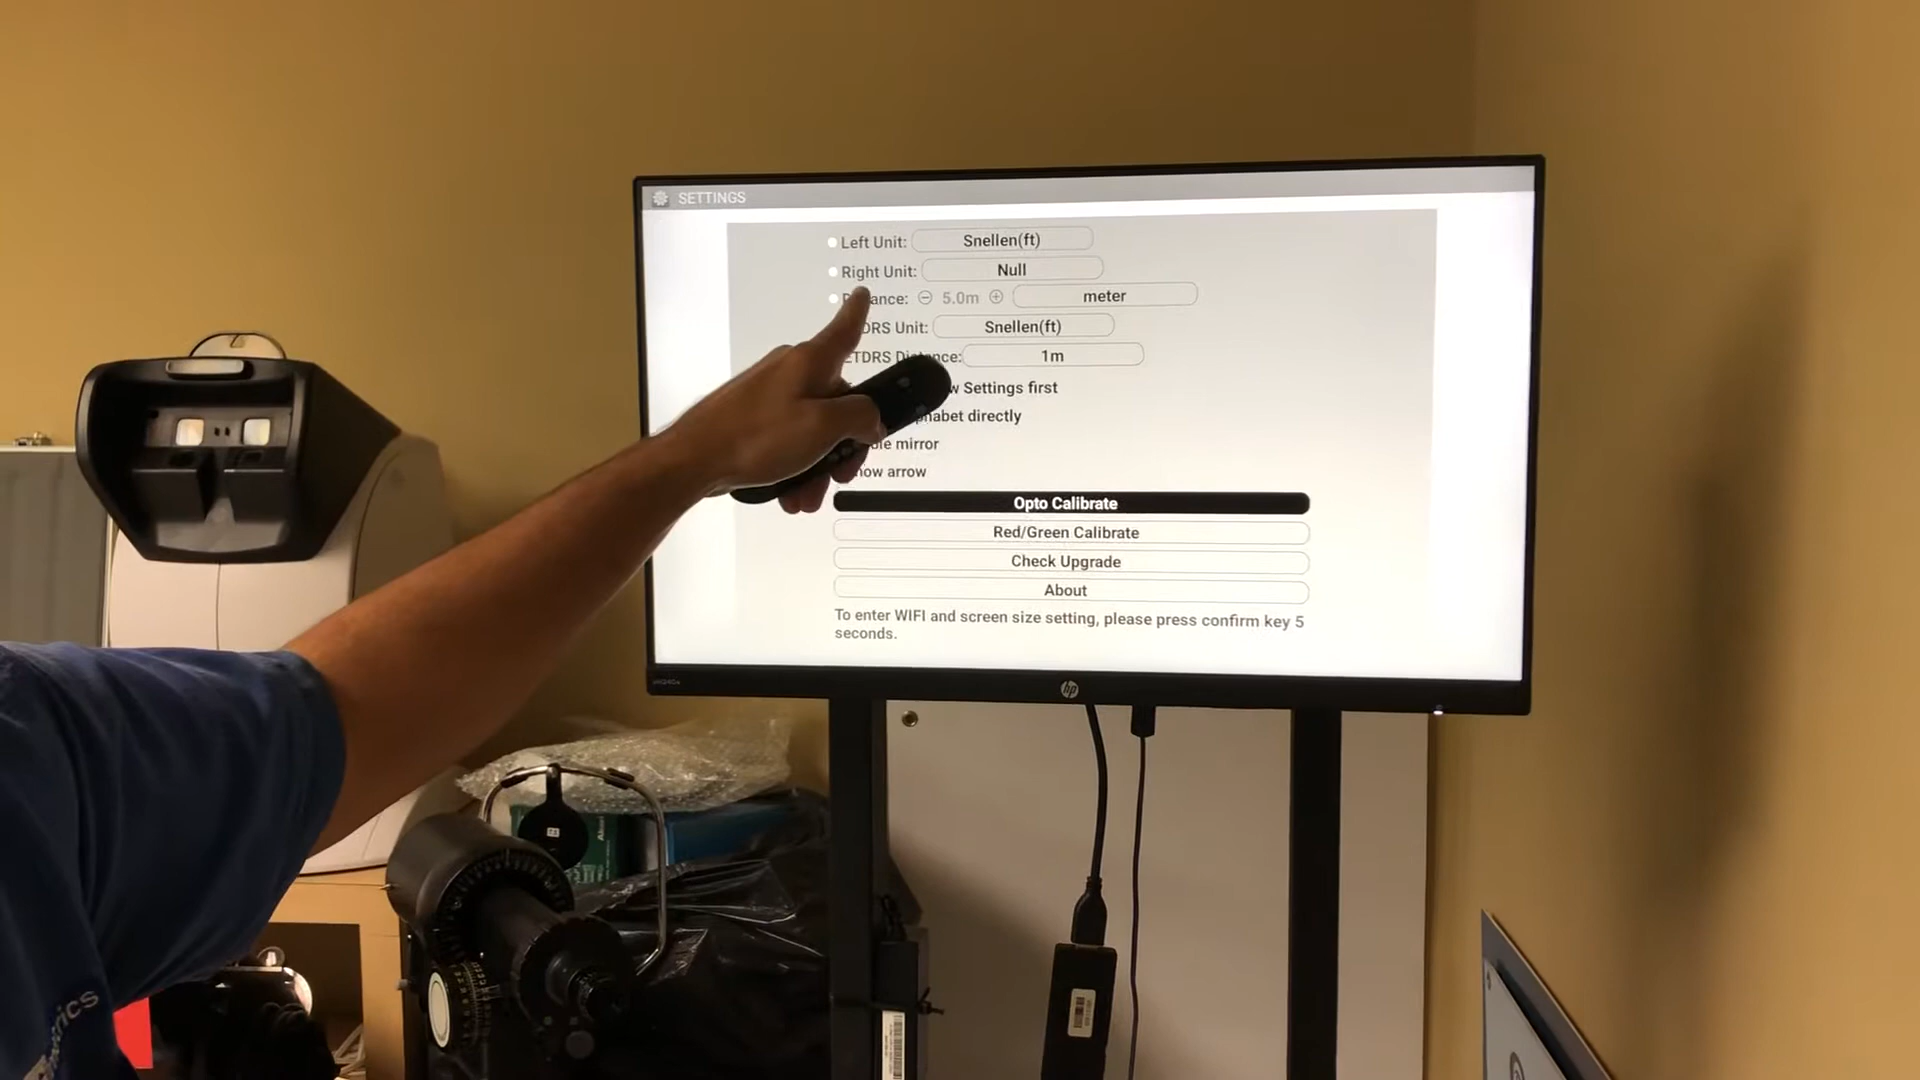 SETTINGS
Left Unit: Snellen(ft)
Right Unit: Null
5.0m meter
Unit: Snellen(ft)
1m
Settings first
directly
mirror
arrow
Opto Calibrate
Red/Green Calibrate
Check Upgrade
About
To enter WIFI and screen size setting, please press confirm key 5
seconds.
hp